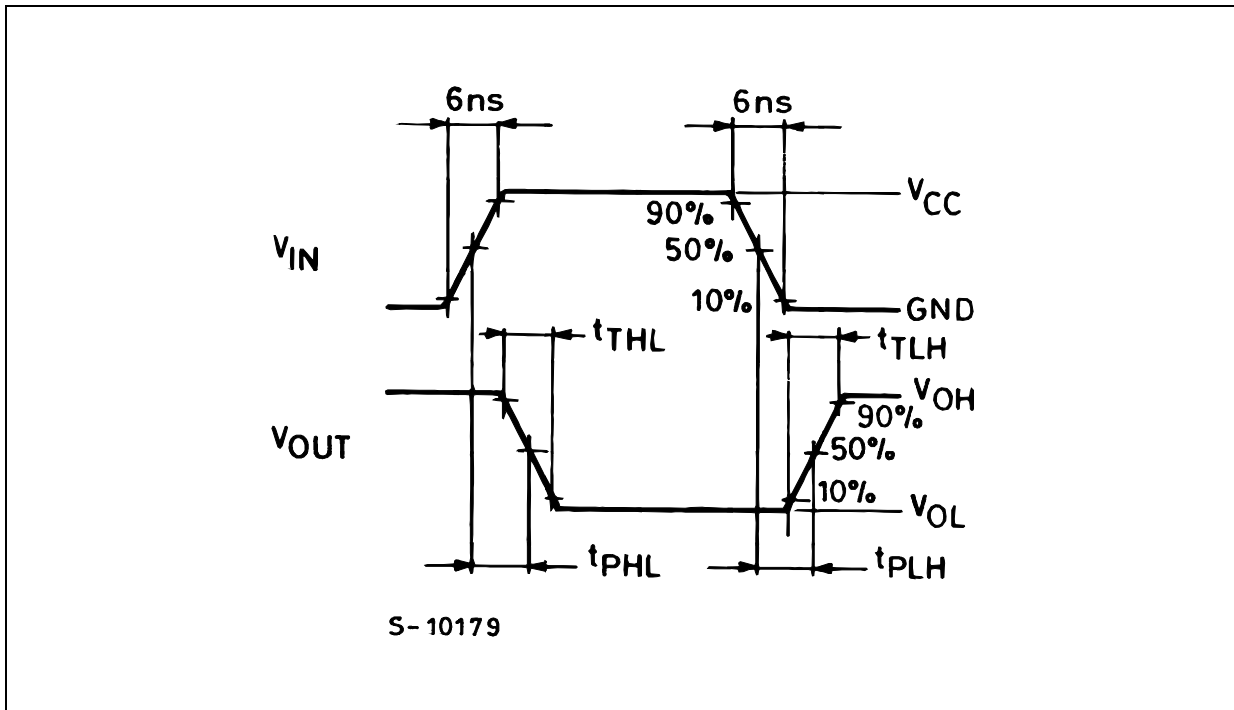 6ns 6ns
VCC
90%
VIN
50%
10%
GND
tTHL tTLH
VOH
90%
VOUT
50%
10%
VOL
tPHL tPLH
S-10179